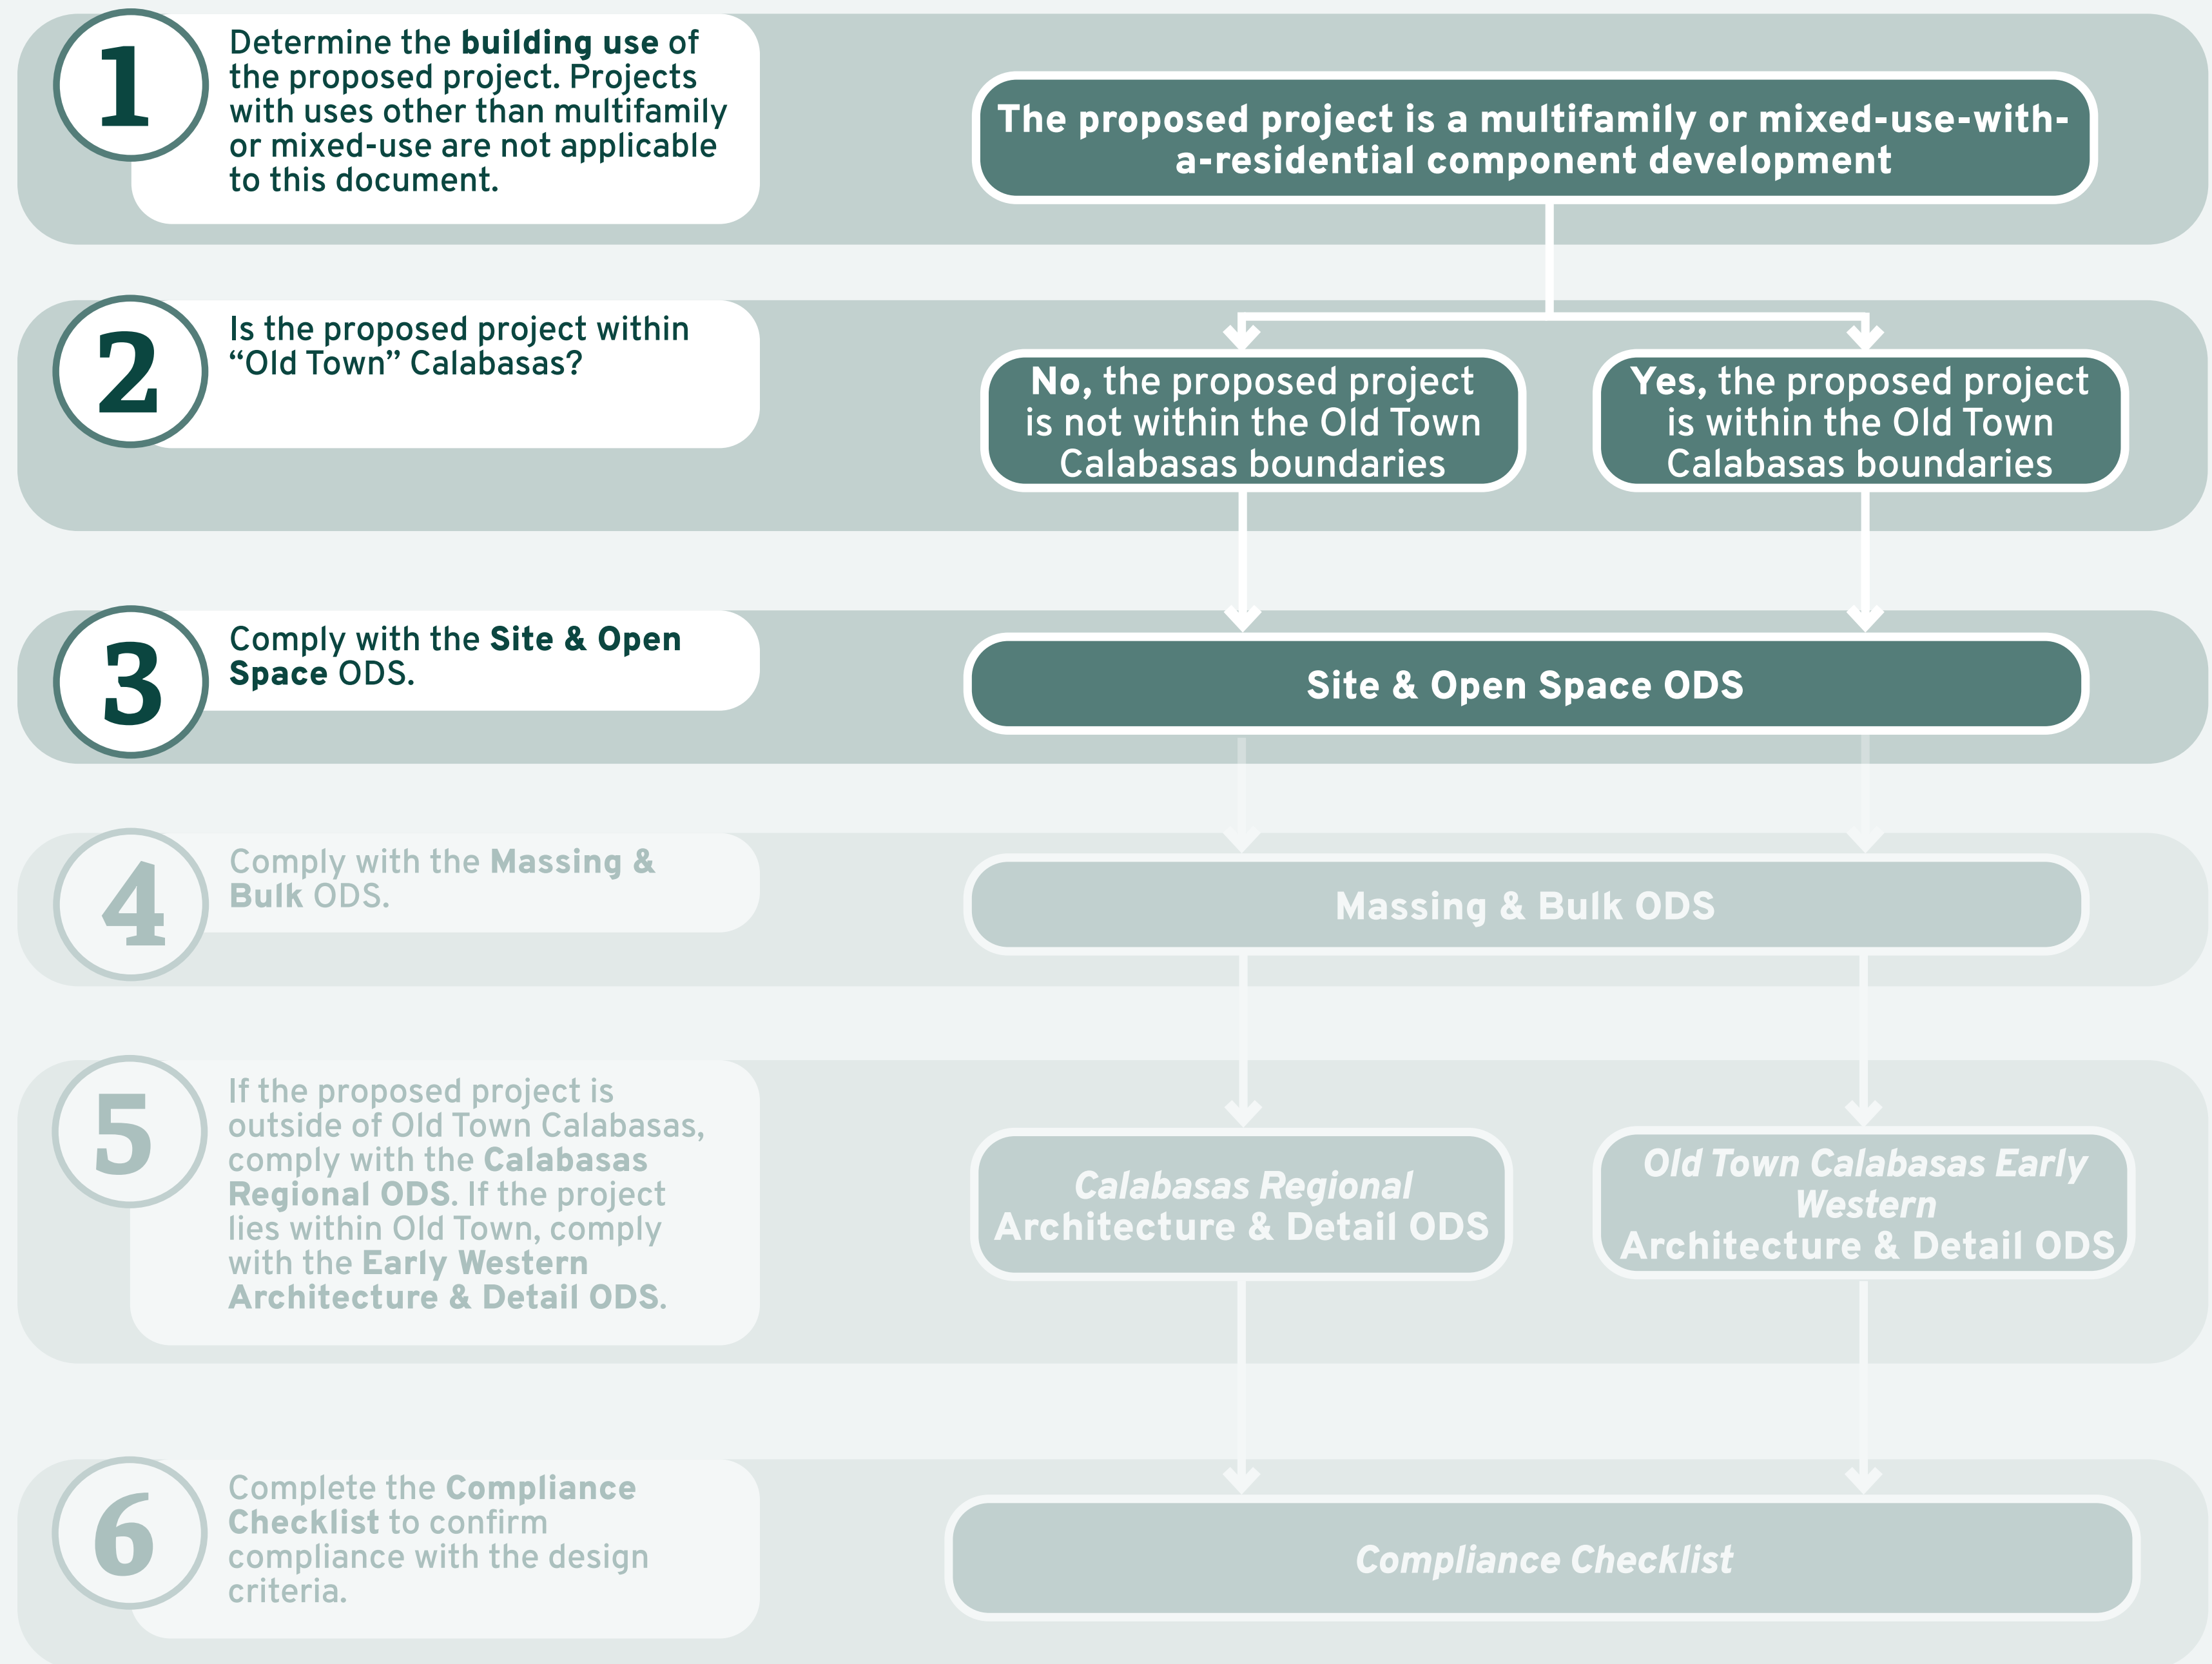 1
Determine the building use of
the proposed project. Projects
with uses other than multifamily
or mixed-use are not applicable
to this document.
The proposed project is a multifamily or mixed-use-with-
a-residential component development
2
Is the proposed project within
“Old Town” Calabasas?
No, the proposed project
is not within the Old Town
Calabasas boundaries
Yes, the proposed project
is within the Old Town
Calabasas boundaries
3
Comply with the Site & Open
Space ODS.
Site & Open Space ODS
4
Comply with the Massing &
Bulk ODS.
Massing & Bulk ODS
5
If the proposed project is
outside of Old Town Calabasas,
comply with the Calabasas
Regional ODS. If the project
lies within Old Town, comply
with the Early Western
Architecture & Detail ODS.
Calabasas Regional
Architecture & Detail ODS
Old Town Calabasas Early
Western
Architecture & Detail ODS
6
Complete the Compliance
Checklist to confirm
compliance with the design
criteria.
Compliance Checklist